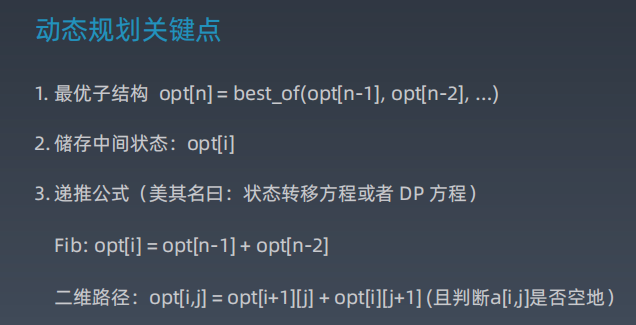 动态规划关键点
1. 最优子结构 opt[n] = best_of(opt[n-1], opt[n-2], …)
2. 储存中间状态：opt[i]
3. 递推公式（美其名曰：状态转移方程或者 DP 方程）
Fib: opt[i] = opt[n-1] + opt[n-2]
二维路径：opt[i,j] = opt[i+1][j] + opt[i][j+1] (且判断a[i,j]是否空地）